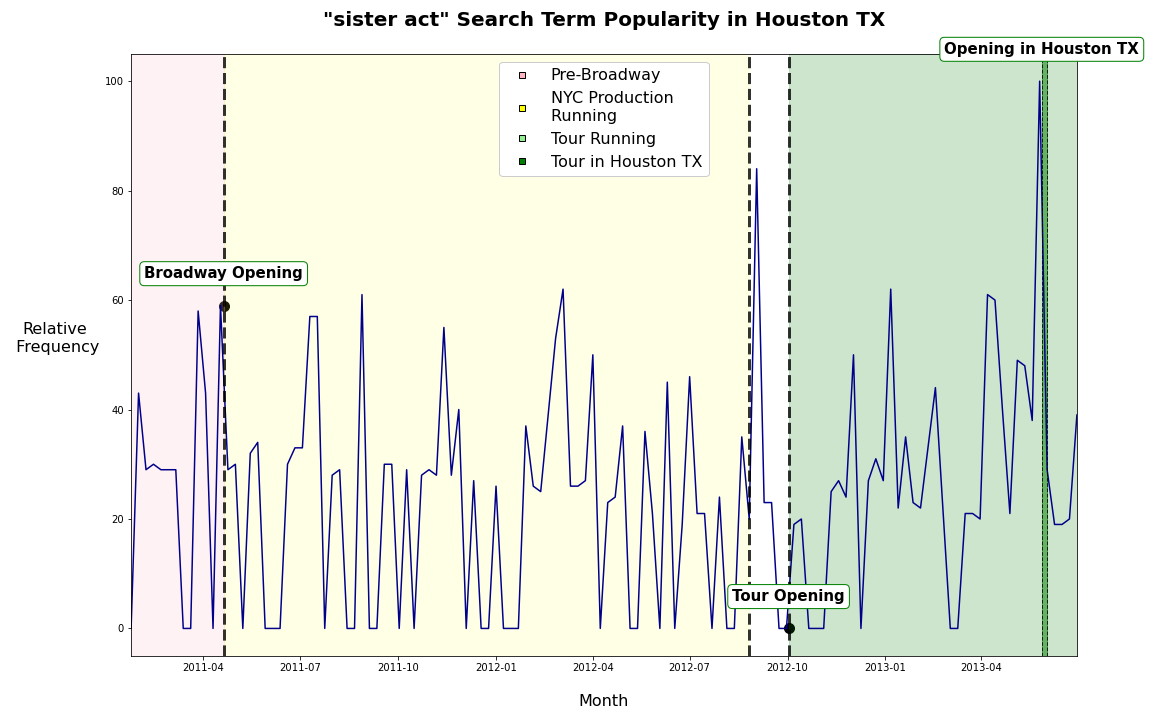 "sister act" Search Term Popularity in Houston TX
Opening in Houston TX
Pre-Broadway
NYC Production
Running
Tour Running
Tour in Houston TX
Broadway Opening
Tour Opening
100
80
60
40
20
0
Relative
Frequency
2011-04
2011-07
2011-10
2012-01
2012-04
2012-07
2012-10
2013-01
2013-04
Month